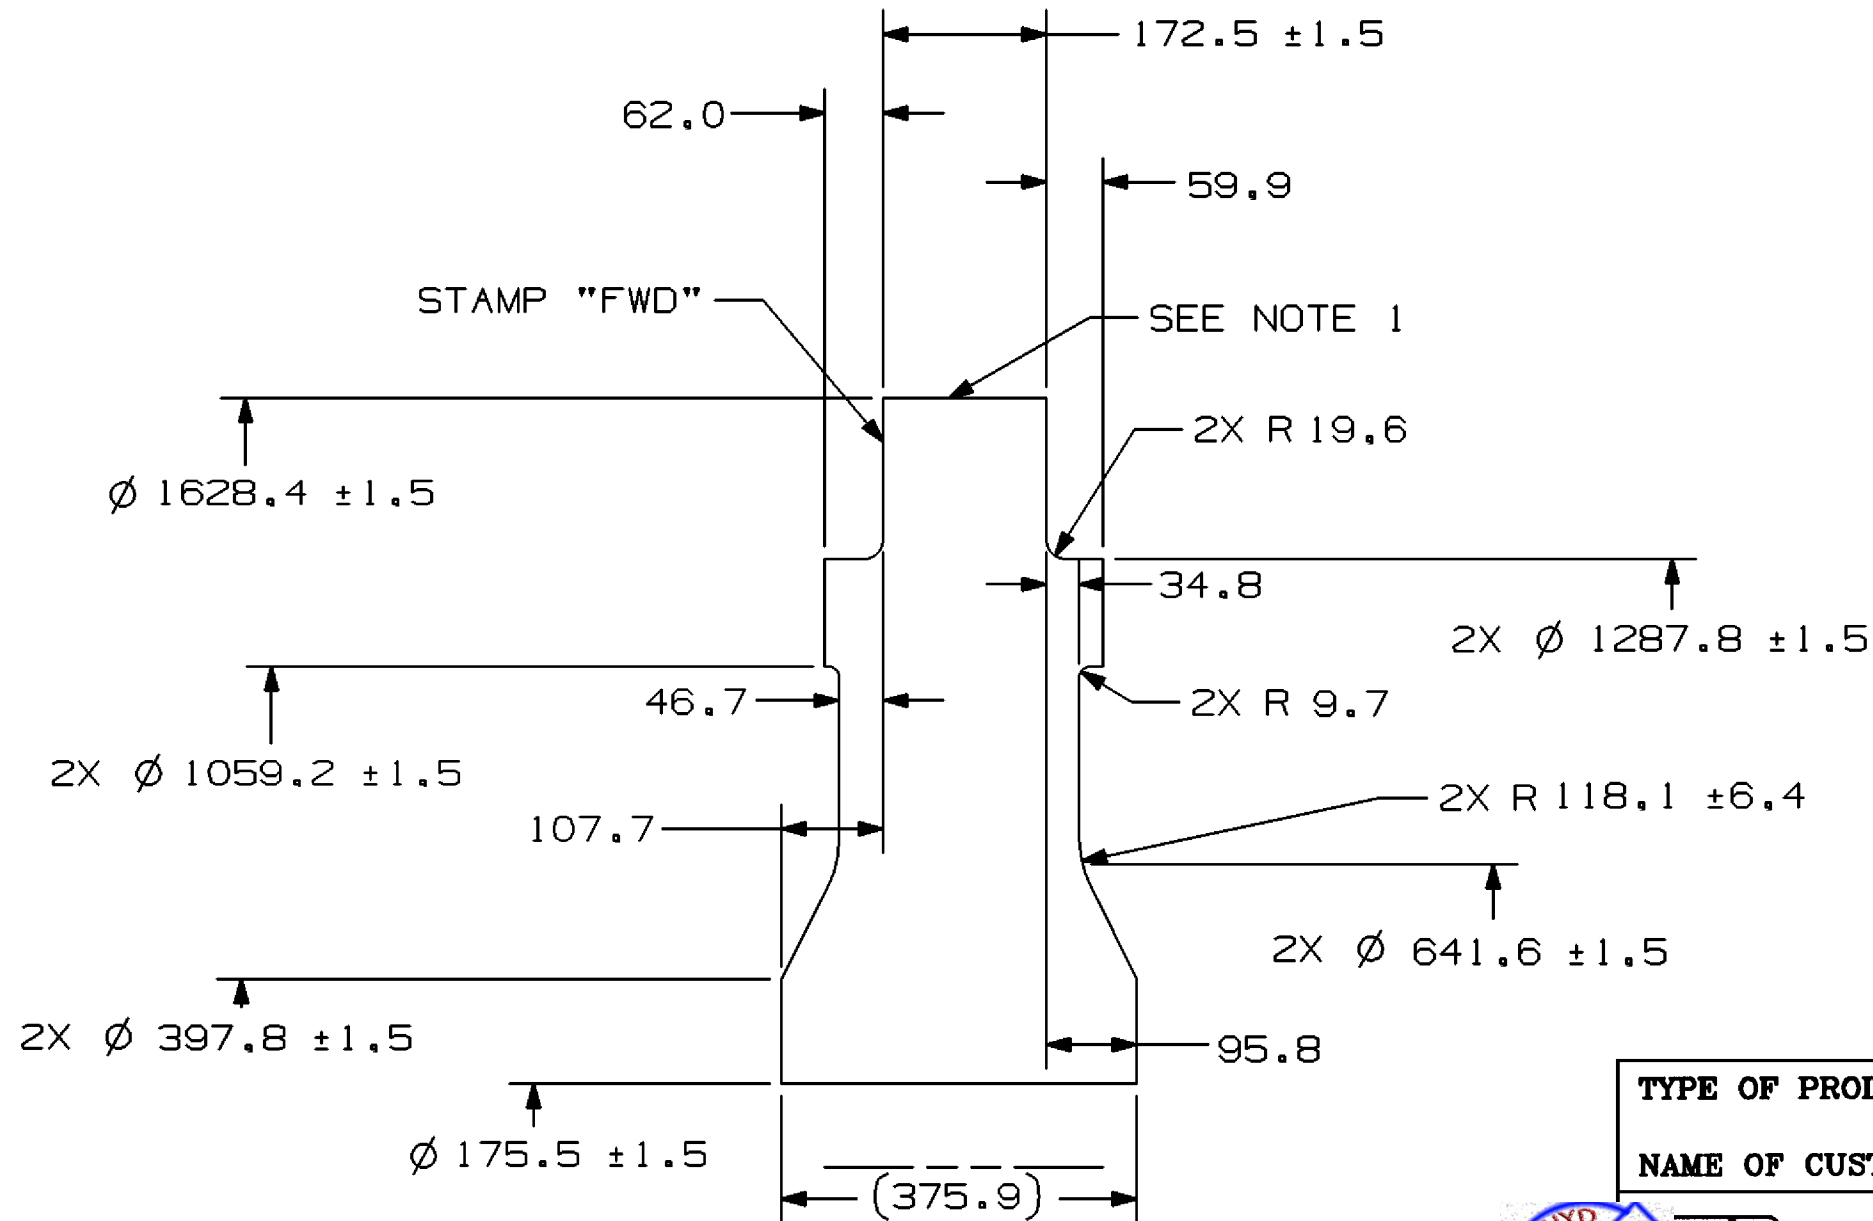 172.5 ±1.5
62.0
59.9
STAMP "FWD"
SEE NOTE 1
2X R 19.6
Ø 1628.4 ±1.5
34.8
2X Ø 1287.8 ±1.5
46.7
2X R 9.7
2X Ø 1059.2 ±1.5
2X R 118.1 ±6.4
107.7
2X Ø 641.6 ±1.5
2X Ø 397.8 ±1.5
95.8
TYPE OF
Ø 175.5 ±1.5
NAME OF
(375.9)